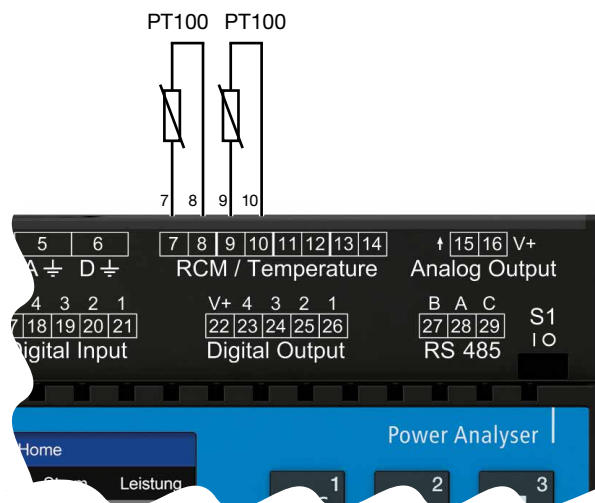 PT100 PT100
7 8 9 10
5 6 7 8 9 10 11 12 13 14 15 16 V+
A D RCM / Temperature Analog Output
4 3 2 1 V+ 4 3 2 1 B A C S1
18 19 20 21 22 23 24 25 26 27 28 29 I O
Digital Input Digital Output RS 485
Power Analyser
Home
Leistung
1 2 3